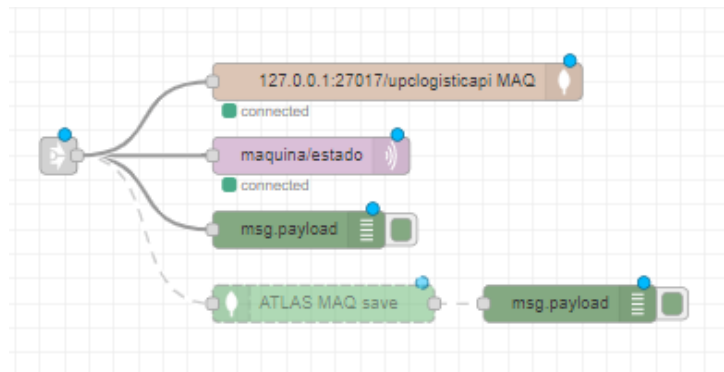 127.0.0.1:27017/upclogisticapi MAQ
connected
maquina/estado
connected
msg.payload
ATLAS MAQ save
msg.payload